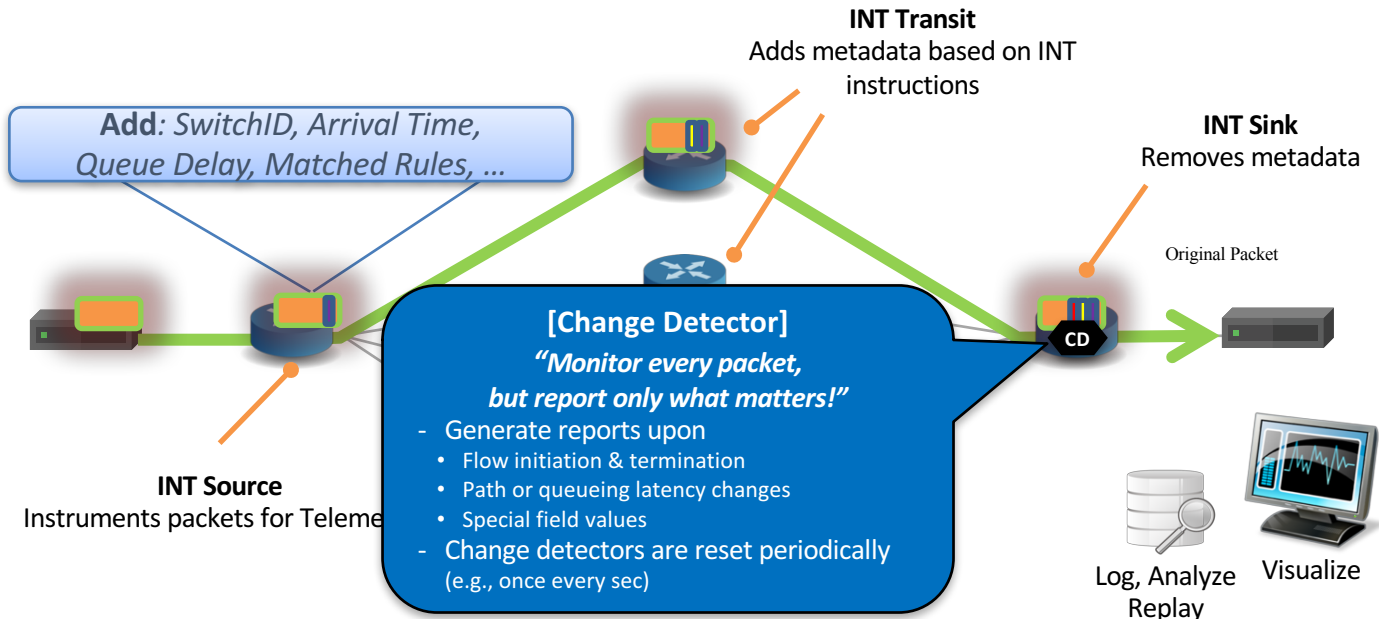 INT Transit
Adds metadata based on INT
instructions
Add: SwitchID, Arrival Time,
Queue Delay, Matched Rules, …
INT Sink
Removes metadata
Original Packet
CD
[Change Detector]
“Monitor every packet,
but report only what matters!”
- Generate reports upon
• Flow initiation & termination
• Path or queueing latency changes
• Special field values
- Change detectors are reset periodically
(e.g., once every sec)
INT Source
Instruments packets for Teleme
Log, Analyze
Replay
Visualize